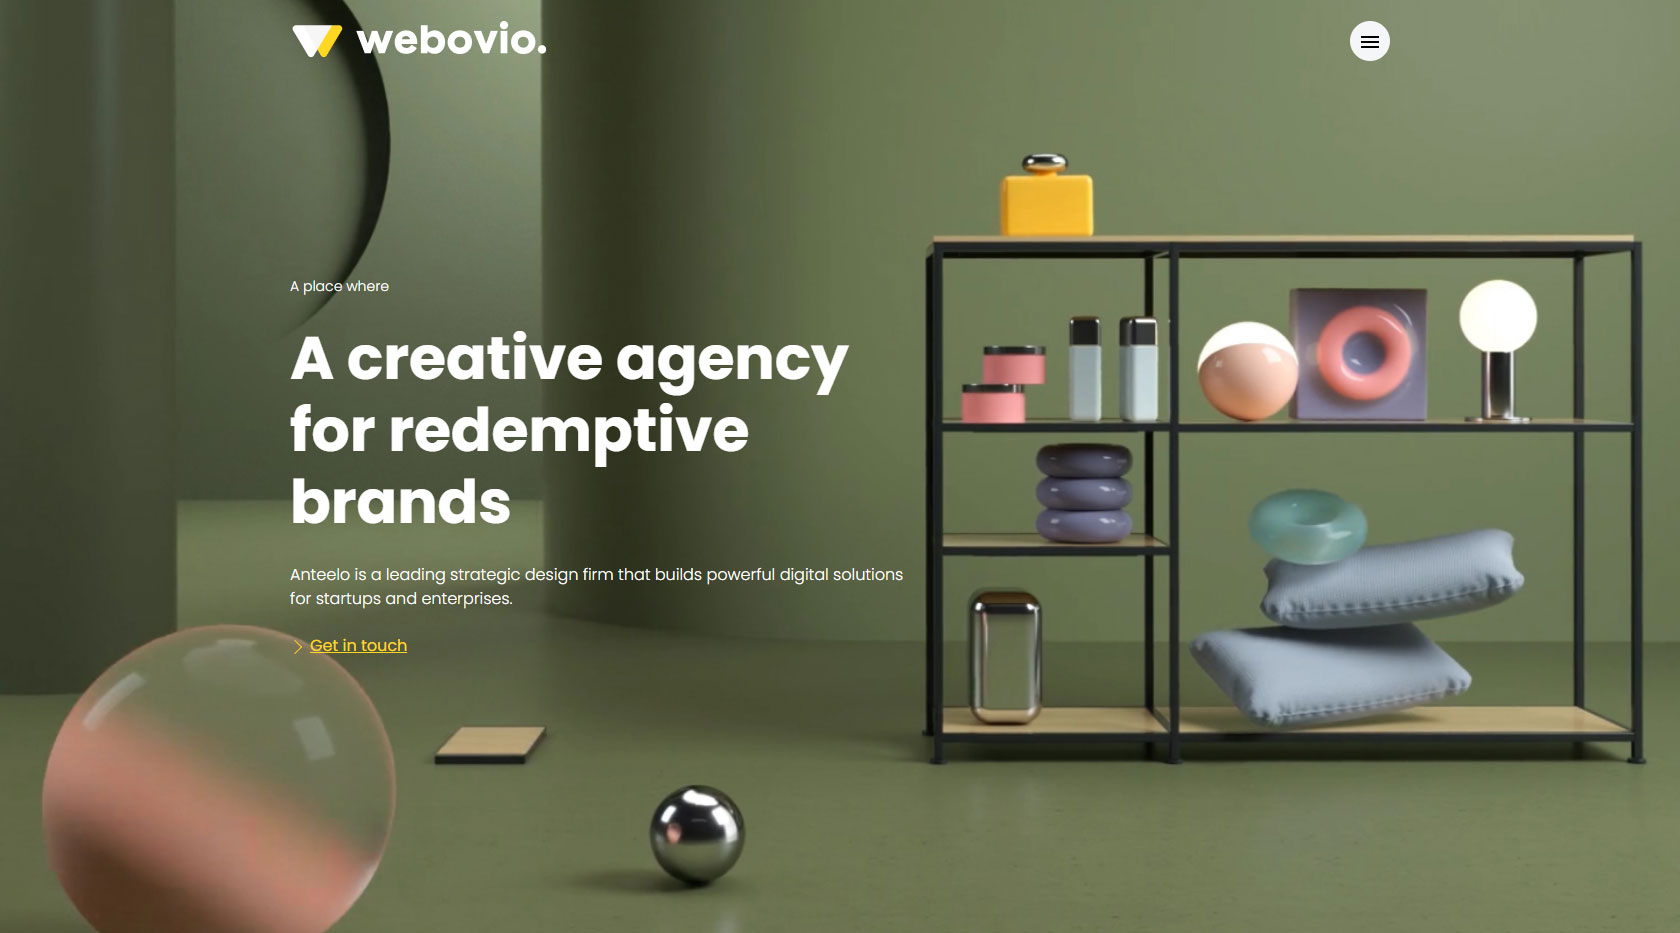 webovio.
A place where
A creative agency
for redemptive
brands
Anteelo is a leading strategic design firm that builds powerful digital solutions
for startups and enterprises.
Get in touch